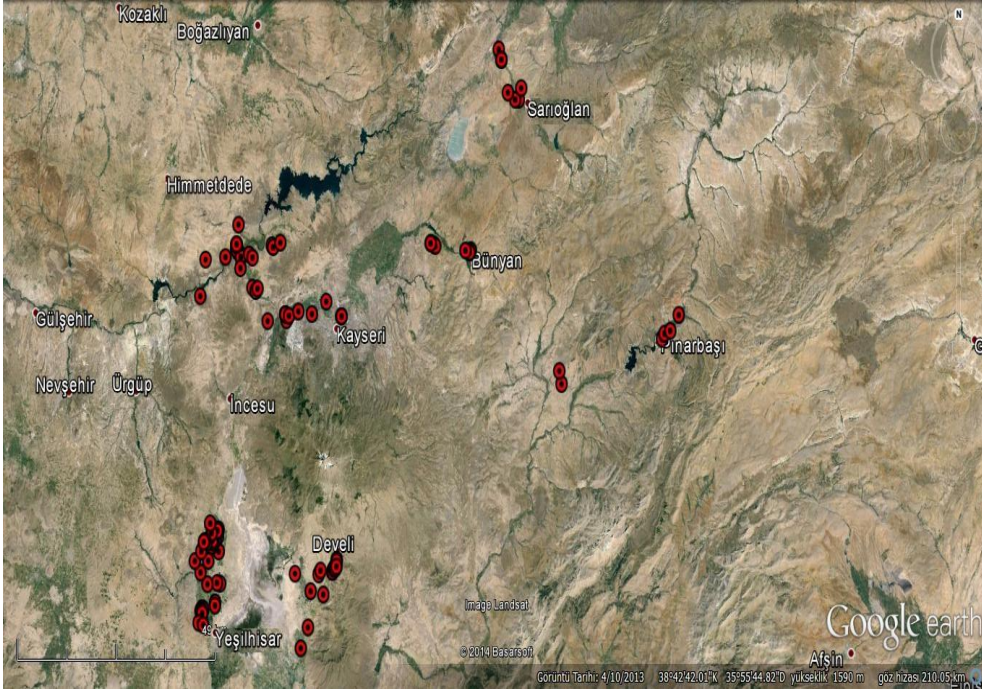 Kozaklı
Boğazlıyan
N
Sarıoğlan
Himmetdede
Bünyan
Gülşehir
Kayseri
Pınarbaşı
Nevşehir
Ürgüp
İncesu
Develi
Image Landsat
Google earth
Yeşilhisar
© 2014 Basarsoft
Afşin
Görüntü Tarihi: 4/10/2013 38°42'42.01"K 35°55'44.82"D yükseklik 1590 m göz hizası 210.05 km